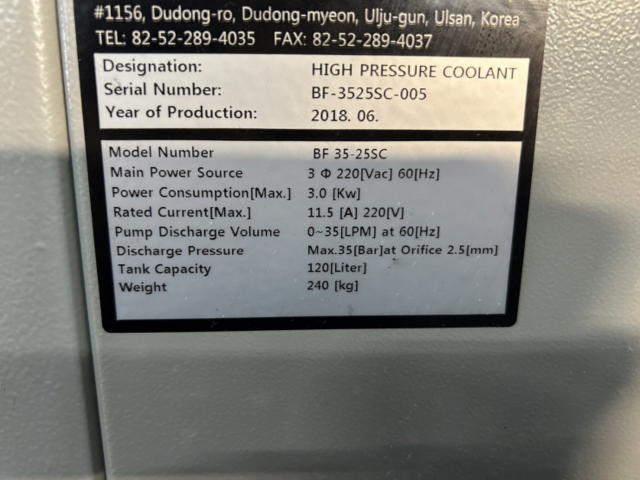 #1156, Dudong-ro, Dudong-myeon, Ulju-gun, Ulsan, Korea
TEL: 82-52-289-4035 FAX: 82-52-289-4037
Designation: HIGH PRESSURE COOLANT
Serial Number: BF-3525SC-005
Year of Production: 2018. 06.
Model Number BF 35-25SC
Main Power Source 3 Φ 220[Vac] 60[Hz]
Power Consumption[Max.] 3.0 [Kw]
Rated Current[Max.] 11.5 [A] 220[V]
Pump Discharge Volume 0~35[LPM] at 60[Hz]
Discharge Pressure Max.35[Bar]at Orifice 2.5[mm]
Tank Capacity 120[Liter]
Weight 240 [kg]